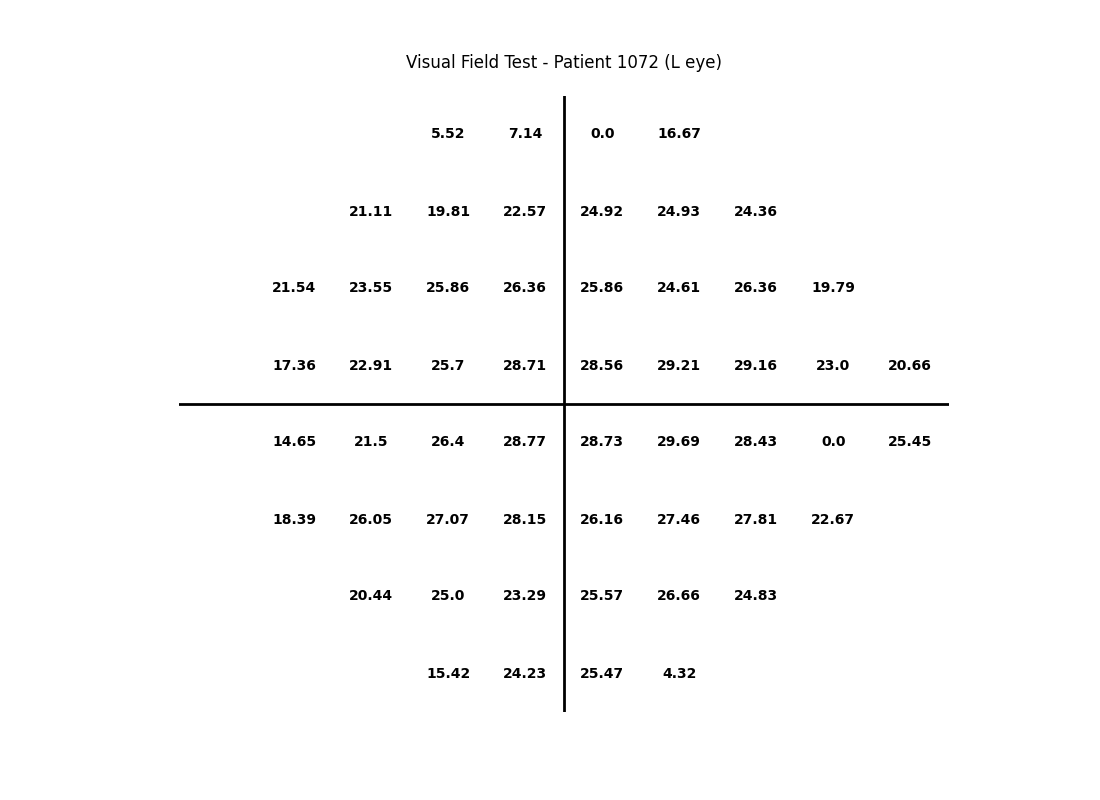 Visual Field Test - Patient 1072 (L eye)
5.52 7.14 0.0 16.67
21.11 19.81 22.57 24.92 24.93 24.36
21.54 23.55 25.86 26.36 25.86 24.61 26.36 19.79
17.36 22.91 25.7 28.71 28.56 29.21 29.16 23.0 20.66
14.65 21.5 26.4 28.77 28.73 29.69 28.43 0.0 25.45
18.39 26.05 27.07 28.15 26.16 27.46 27.81 22.67
20.44 25.0 23.29 25.57 26.66 24.83
15.42 24.23 25.47 4.32